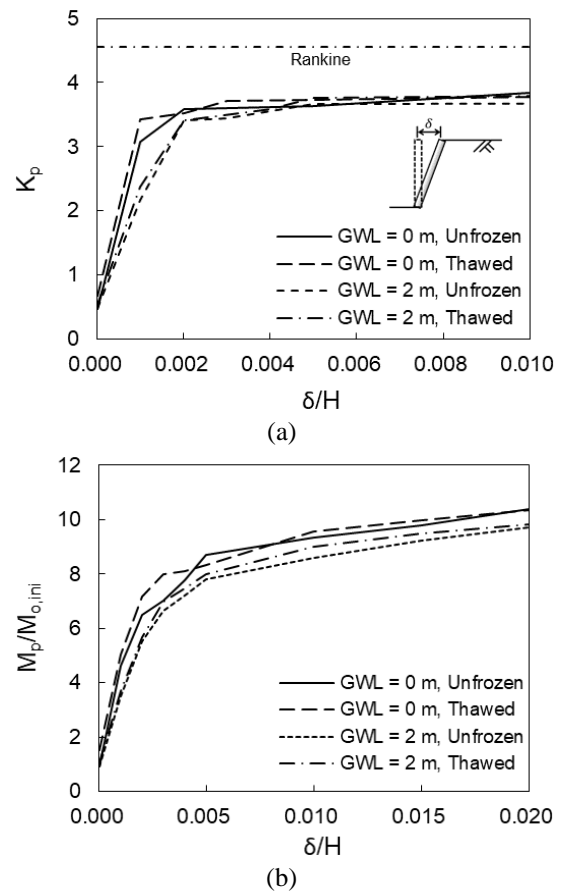 5
4
3
2
1
0
K_p
Rankine
δ
GWL = 0 m, Unfrozen
GWL = 0 m, Thawed
GWL = 2 m, Unfrozen
GWL = 2 m, Thawed
0.000 0.002 0.004 0.006 0.008 0.010
δ/H
(a)
12
10
8
6
4
2
0
M_p/M_o,ini
GWL = 0 m, Unfrozen
GWL = 0 m, Thawed
GWL = 2 m, Unfrozen
GWL = 2 m, Thawed
0.000 0.005 0.010 0.015 0.020
δ/H
(b)